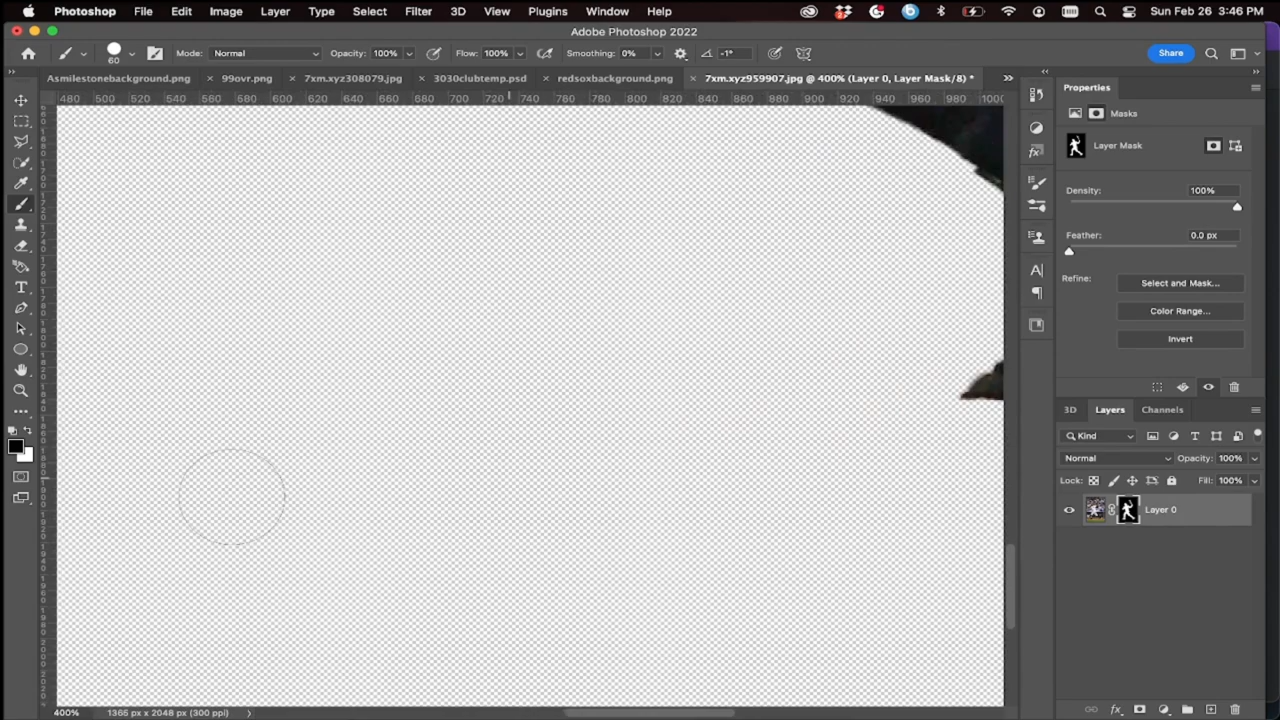 Photoshop File Edit Image Layer Type Select Filter 3D View Plugins Window Help Sun Feb 26 3:46 PM
Adobe Photoshop 2022
60 Mode: Normal Opacity: 100% Flow: 100% Smoothing: 0% -1° Share
Asmilestonebackground.png × 99ovr.png × 7xm.xyz308079.jpg × 3030clubtemp.psd × redsoxbackground.png × 7xm.xyz959907.jpg @ 400% (Layer 0, Layer Mask/8) *
480 500 520 540 560 580 600 620 640 660 680 700 720 740 760 780 800 820 840 860 880 900 920 940 960 980 1000
Properties
Masks
Layer Mask
Density: 100%
Feather: 0.0 px
Refine: Select and Mask...
Color Range...
Invert
3D Layers Channels
Kind
Normal Opacity: 100%
Lock: Fill: 100%
Layer 0
400% 1365 px x 2048 px (300 ppi)